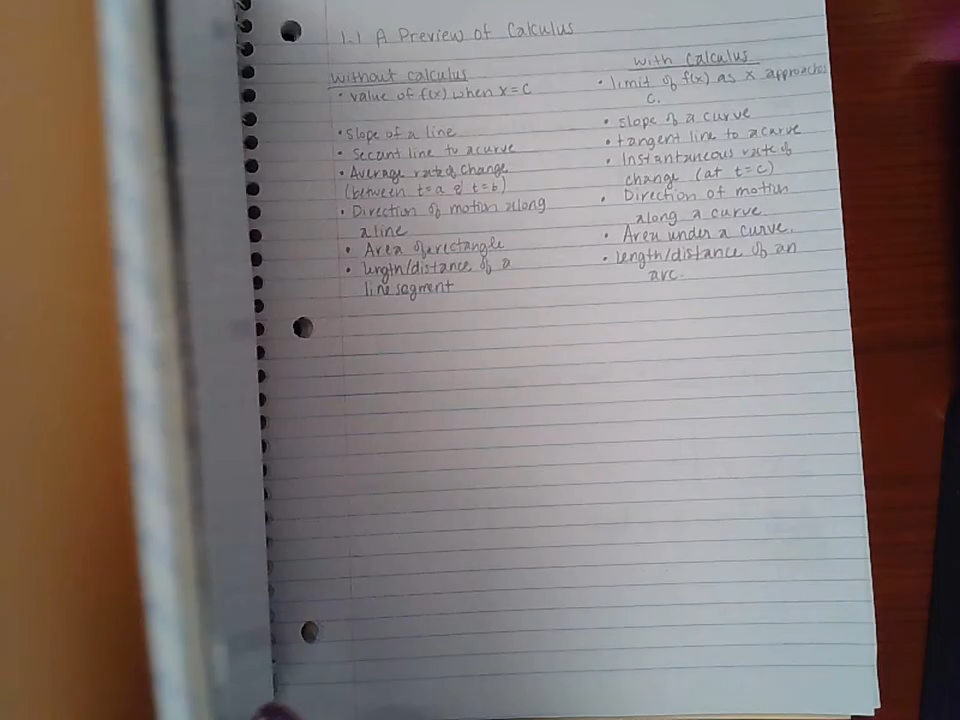 1.1 A Preview of Calculus
without calculus
• value of f(x) when x = c
• Slope of a line
• Secant line to a curve
• Average rate of change
(between t=a & t=b)
• Direction of motion along
a line
• Area of rectangle
• length/distance of a
line segment
with Calculus
• limit of f(x) as x approaches
c.
• slope of a curve
• tangent line to a curve
• Instantaneous rate of
change (at t=c)
• Direction of motion
along a curve.
• Area under a curve.
• length/distance of an
arc.